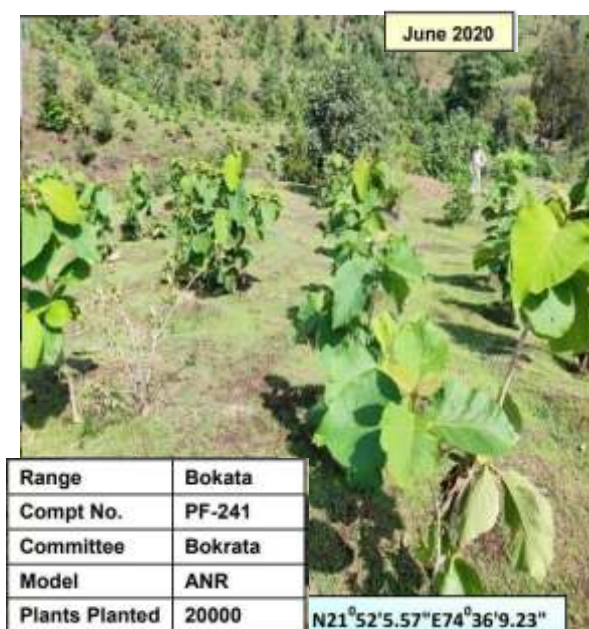 June 2020
Range Bokata
Compt No. PF-241
Committee Bokrata
Model ANR
Plants Planted 20000
N21⁰52'5.57"E74⁰36'9.23"